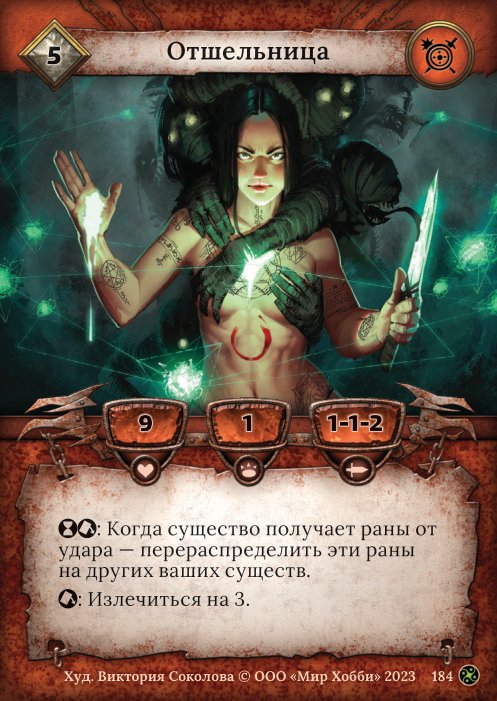 5
Отшельница
9
1
1-1-2
: Когда существо получает раны от
удара — перераспределить эти раны
на других ваших существ.
: Излечиться на 3.
Худ. Виктория Соколова © ООО «Мир Хобби» 2023 184